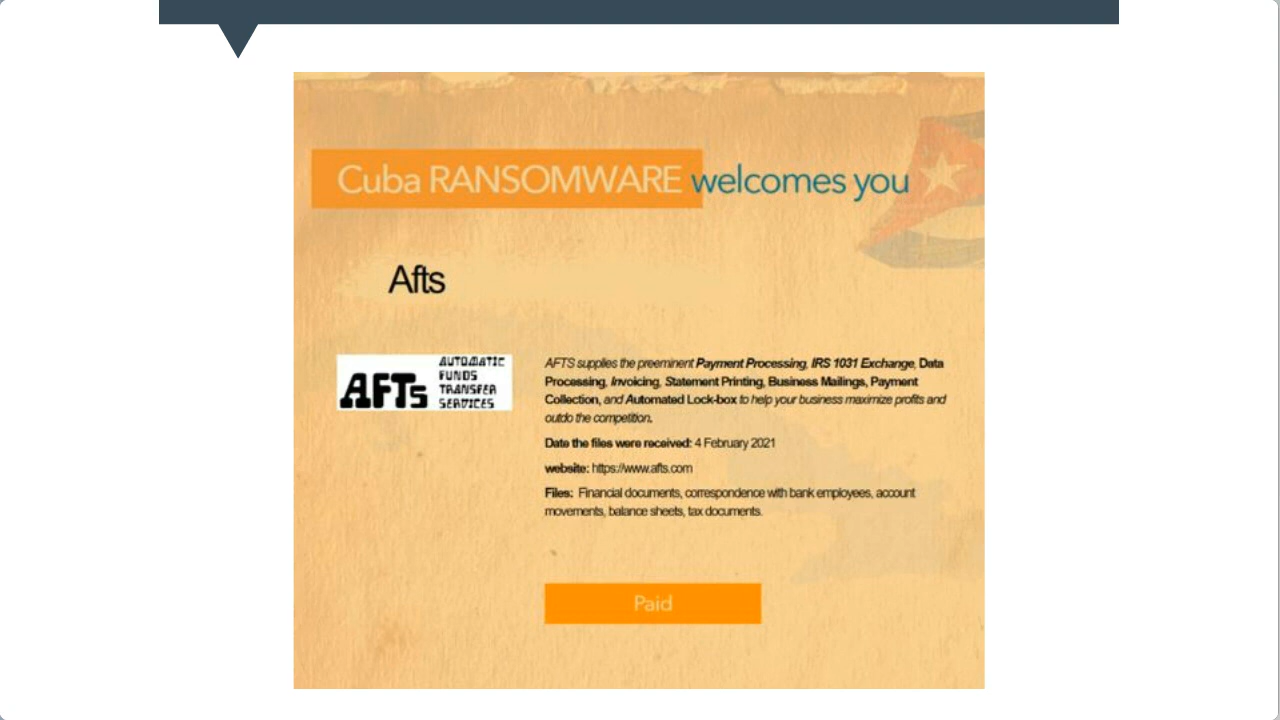 Cuba RANSOMWARE welcomes you
Afts
AFTS
AUTOMATIC
FUNDS
TRANSFER
SERVICES
AFTS supplies the preeminent Payment Processing, IRS 1031 Exchange, Data
Processing, Invoicing, Statement Printing, Business Mailings, Payment
Collection, and Automated Lock-box to help your business maximize profits and
outdo the competition.
Date the files were received: 4 February 2021
website: https://www.afts.com
Files: Financial documents, correspondence with bank employees, account
movements, balance sheets, tax documents.
Paid